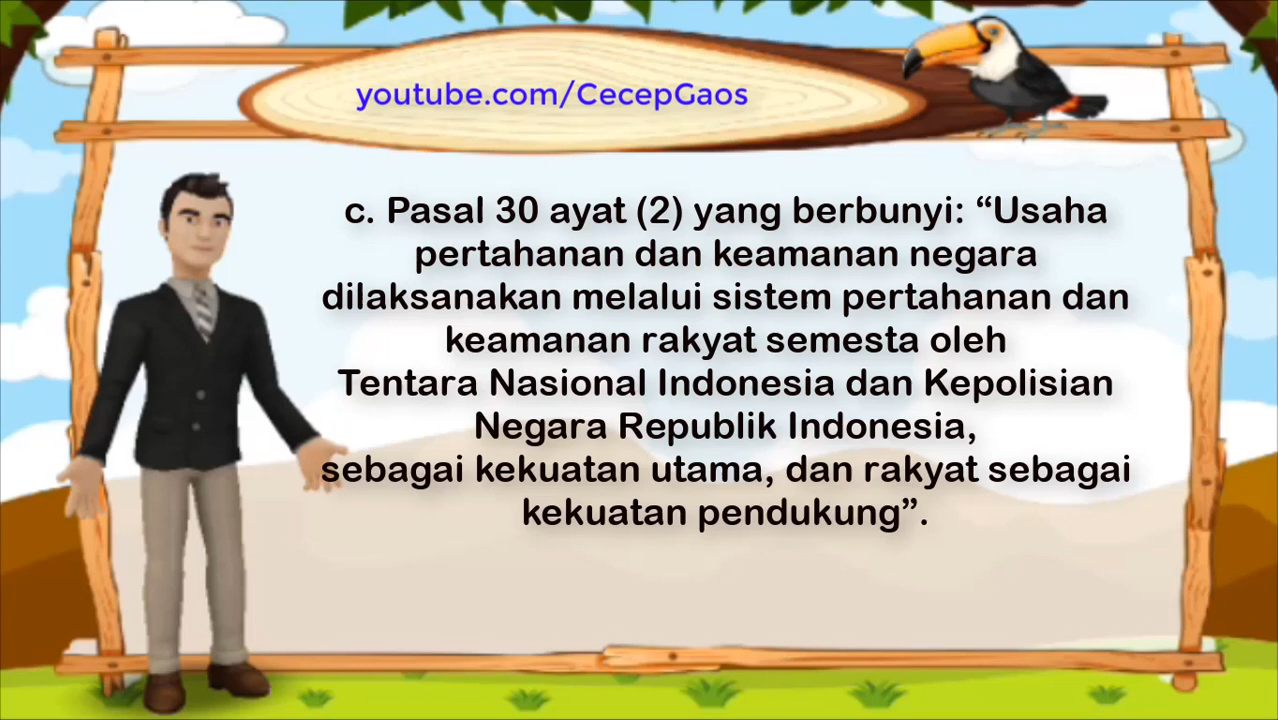 youtube.com/CecepGaos
c. Pasal 30 ayat (2) yang berbunyi: “Usaha
pertahanan dan keamanan negara
dilaksanakan melalui sistem pertahanan dan
keamanan rakyat semesta oleh
Tentara Nasional Indonesia dan Kepolisian
Negara Republik Indonesia,
sebagai kekuatan utama, dan rakyat sebagai
kekuatan pendukung”.